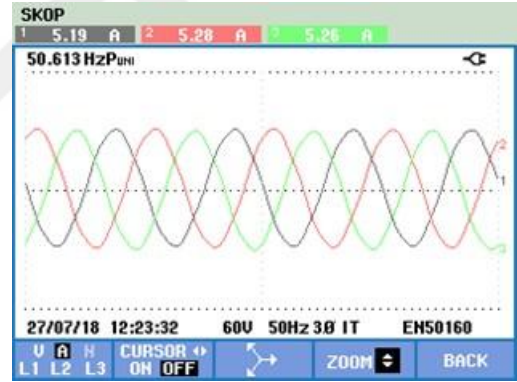 SKOP
1 5.19 A 2 5.28 A 3 5.26 A
50.613 HzPUNI
2
1
3
27/07/18 12:23:32 60V 50Hz 3Ø IT EN50160
V A N CURSOR ZOOM BACK
L1 L2 L3 ON OFF